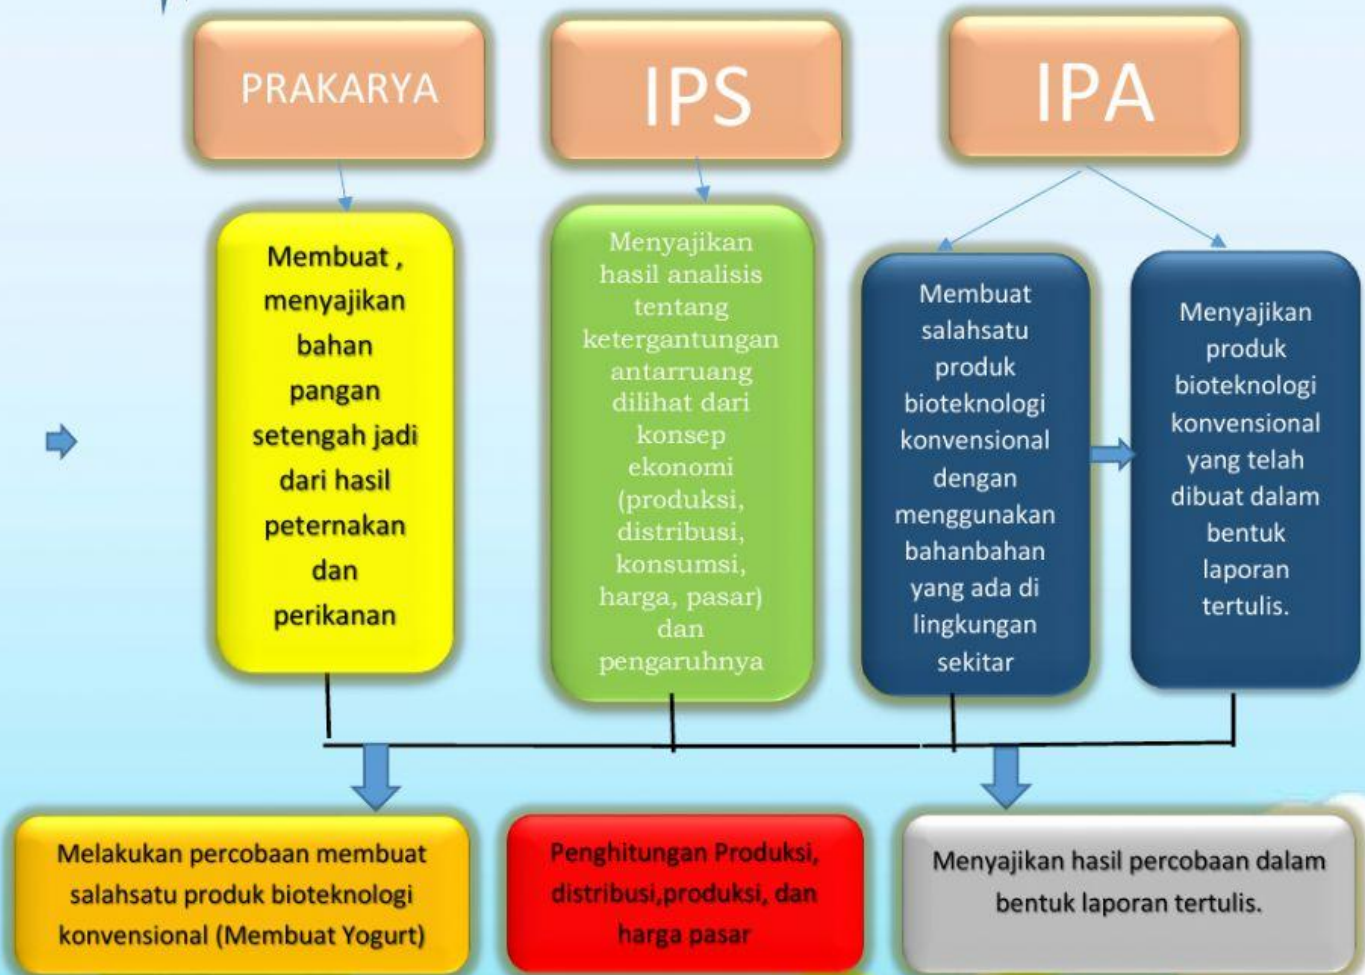 PRAKARYA
IPS
IPA
Membuat ,
menyajikan
bahan
pangan
setengah jadi
dari hasil
peternakan
dan
perikanan
Menyajikan
hasil analisis
tentang
ketergantungan
antarruang
dilihat dari
konsep
ekonomi
(produksi,
distribusi,
konsumsi,
harga, pasar)
dan
pengaruhnya
Membuat
salahsatu
produk
bioteknologi
konvensional
dengan
menggunakan
bahanbahan
yang ada di
lingkungan
sekitar
Menyajikan
produk
bioteknologi
konvensional
yang telah
dibuat dalam
bentuk
laporan
tertulis.
Melakukan percobaan membuat
salahsatu produk bioteknologi
konvensional (Membuat Yogurt)
Penghitungan Produksi,
distribusi,produksi, dan
harga pasar
Menyajikan hasil percobaan dalam
bentuk laporan tertulis.